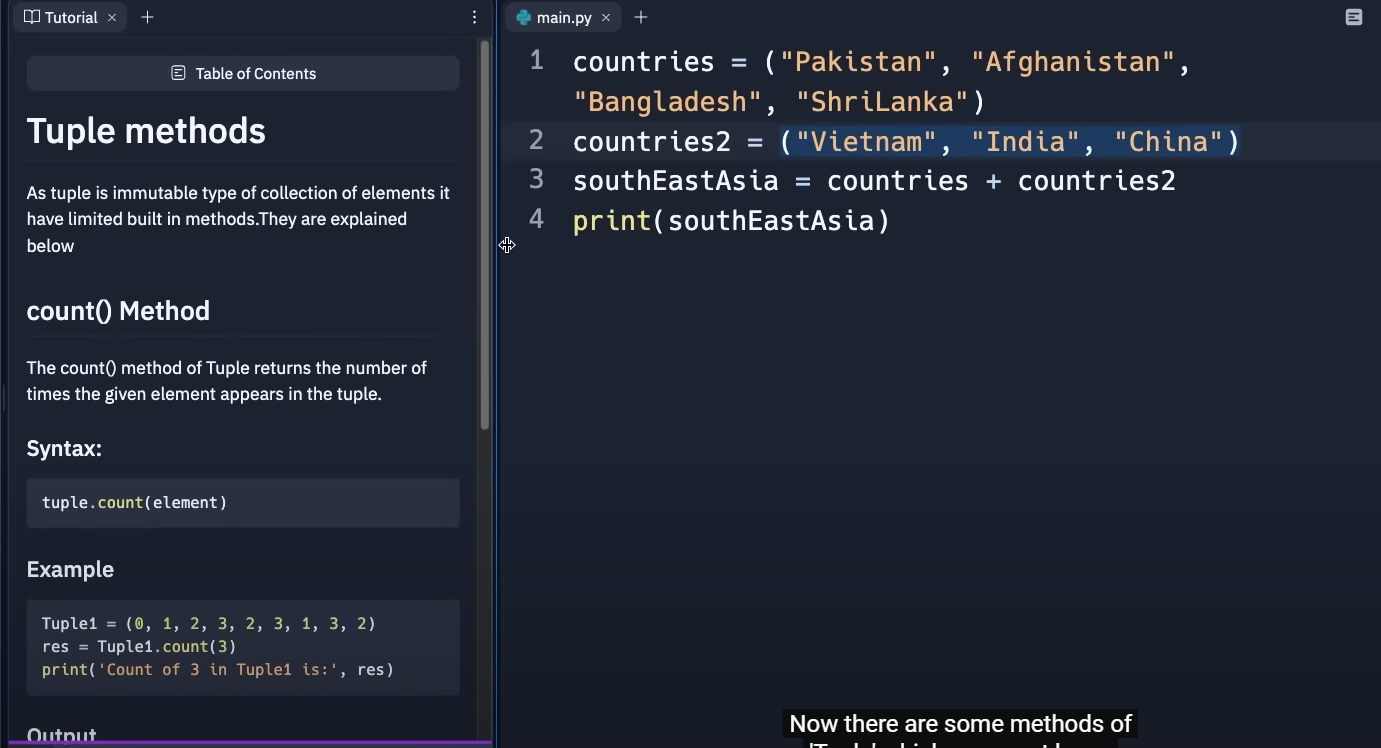 Tutorial
Table of Contents
Tuple methods
As tuple is immutable type of collection of elements it
have limited built in methods.They are explained
below
count() Method
The count() method of Tuple returns the number of
times the given element appears in the tuple.
Syntax:
tuple.count(element)
Example
Tuple1 = (0, 1, 2, 3, 2, 3, 1, 3, 2)
res = Tuple1.count(3)
print('Count of 3 in Tuple1 is:', res)
Output
main.py
1 countries = ("Pakistan", "Afghanistan",
"Bangladesh", "ShriLanka")
2 countries2 = ("Vietnam", "India", "China")
3 southEastAsia = countries + countries2
4 print(southEastAsia)
Now there are some methods of